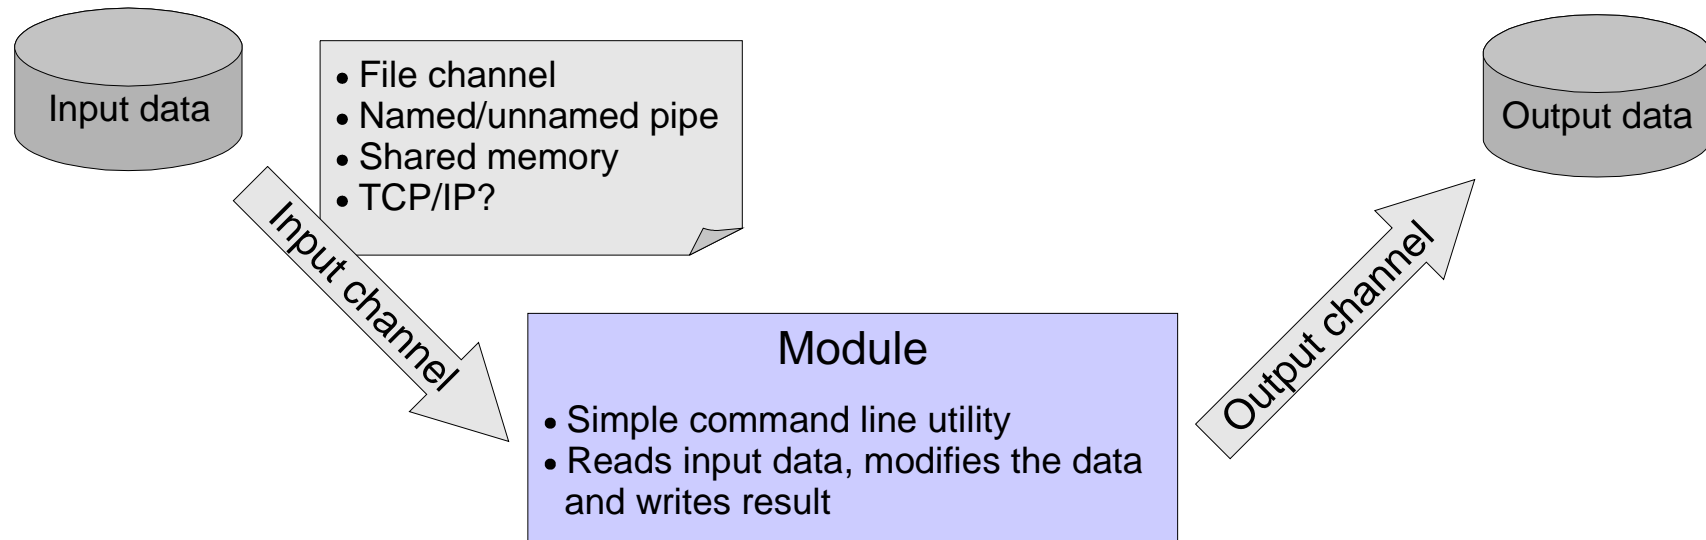 Input data
• File channel
• Named/unnamed pipe
• Shared memory
• TCP/IP?
Output data
Input channel
Output channel
Module
• Simple command line utility
• Reads input data, modifies the data
and writes result